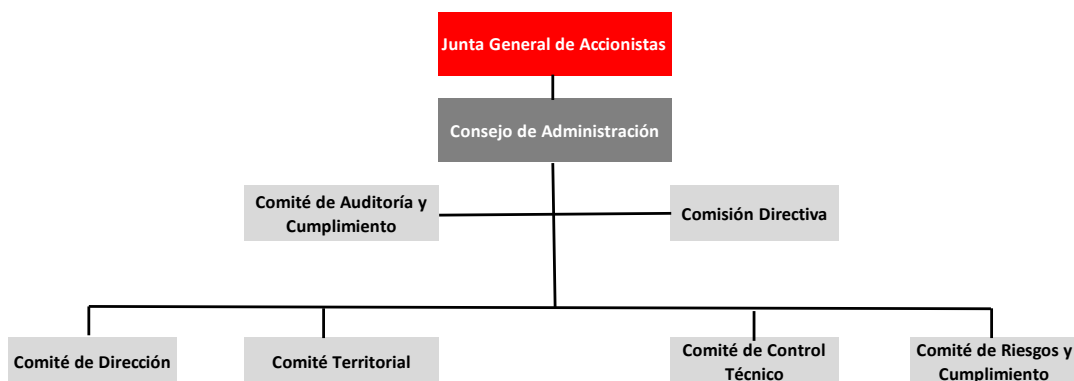 Junta General de Accionistas
Consejo de Administración
Comité de Auditoría y
Cumplimiento
Comisión Directiva
Comité de Dirección
Comité Territorial
Comité de Control
Técnico
Comité de Riesgos y
Cumplimiento